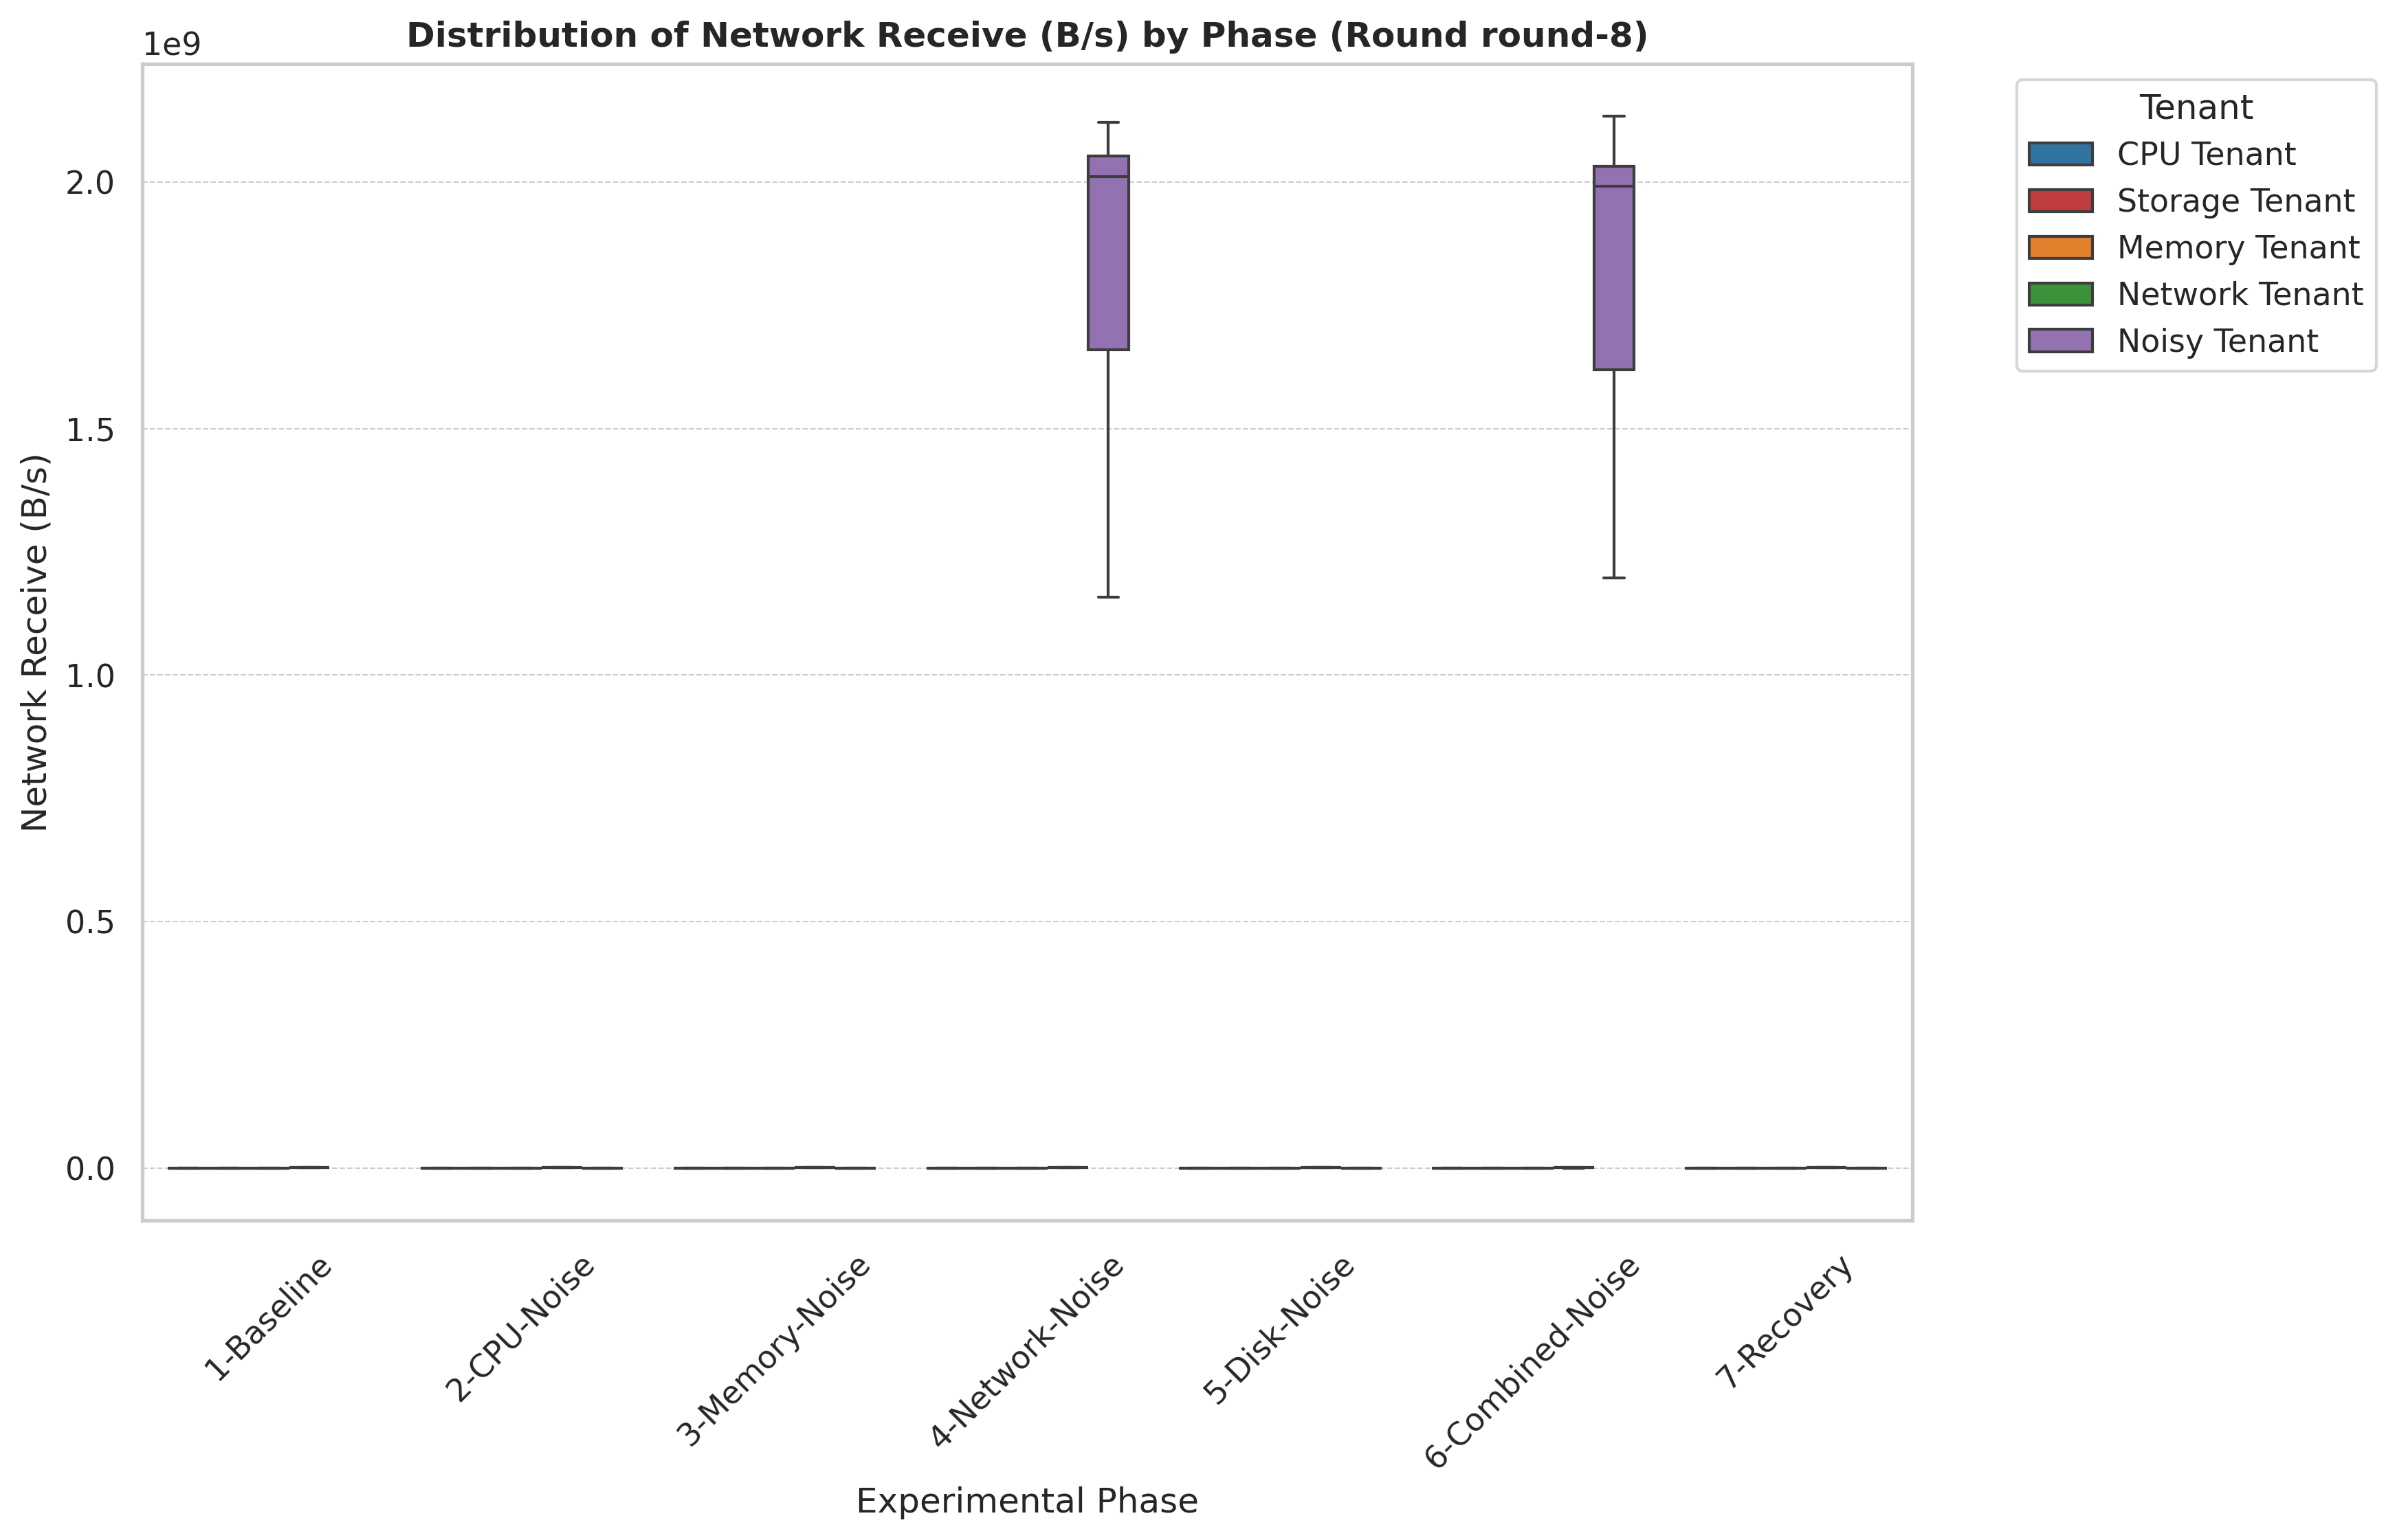 Distribution of Network Receive (B/s) by Phase (Round round-8)
1e9
2.0
1.5
1.0
0.5
0.0
Network Receive (B/s)
1-Baseline
2-CPU-Noise
3-Memory-Noise
4-Network-Noise
5-Disk-Noise
6-Combined-Noise
7-Recovery
Experimental Phase
Tenant
CPU Tenant
Storage Tenant
Memory Tenant
Network Tenant
Noisy Tenant